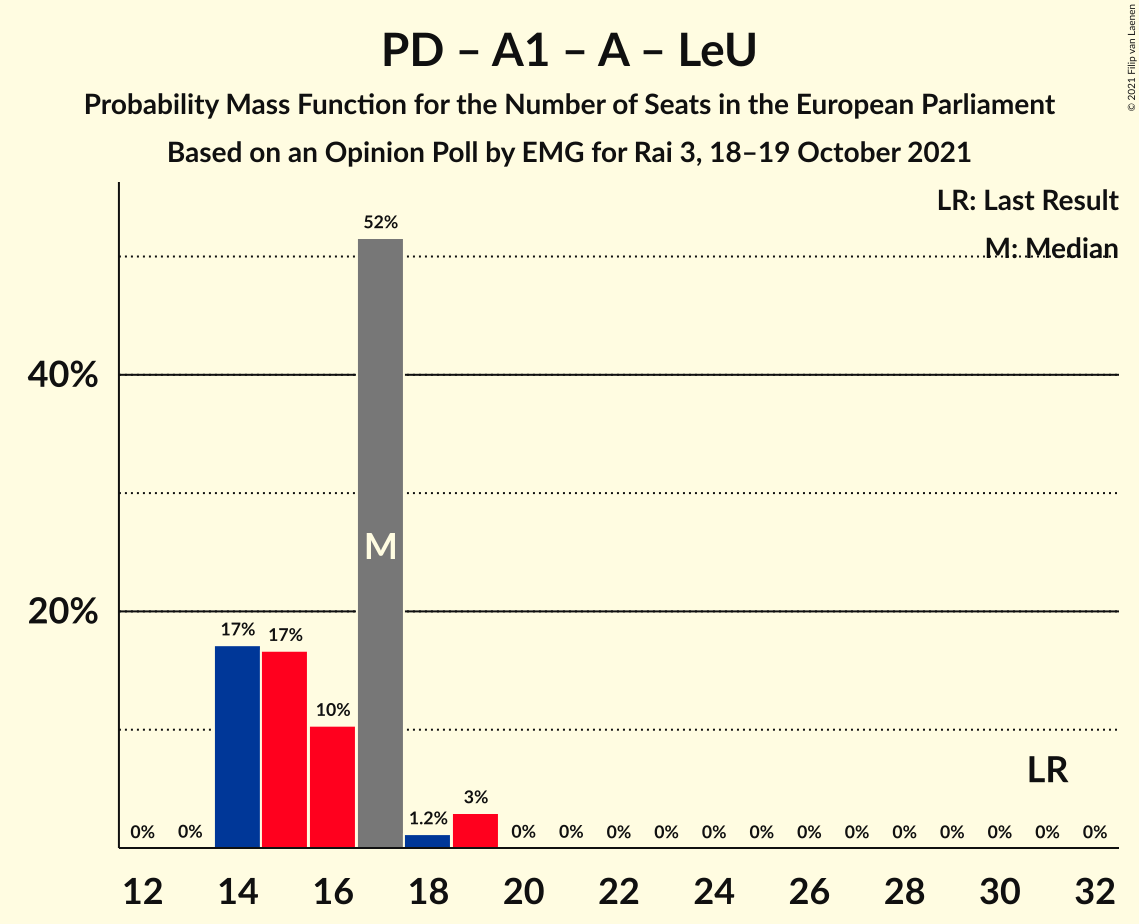 PD – A1 – A – LeU
Probability Mass Function for the Number of Seats in the European Parliament
Based on an Opinion Poll by EMG for Rai 3, 18–19 October 2021
© 2021 Filip van Laenen
LR: Last Result
M: Median
52%
40%
M
20%
17% 17%
10%
LR
0% 0% 1.2% 3% 0% 0% 0% 0% 0% 0% 0% 0% 0% 0% 0% 0% 0%
12 14 16 18 20 22 24 26 28 30 32